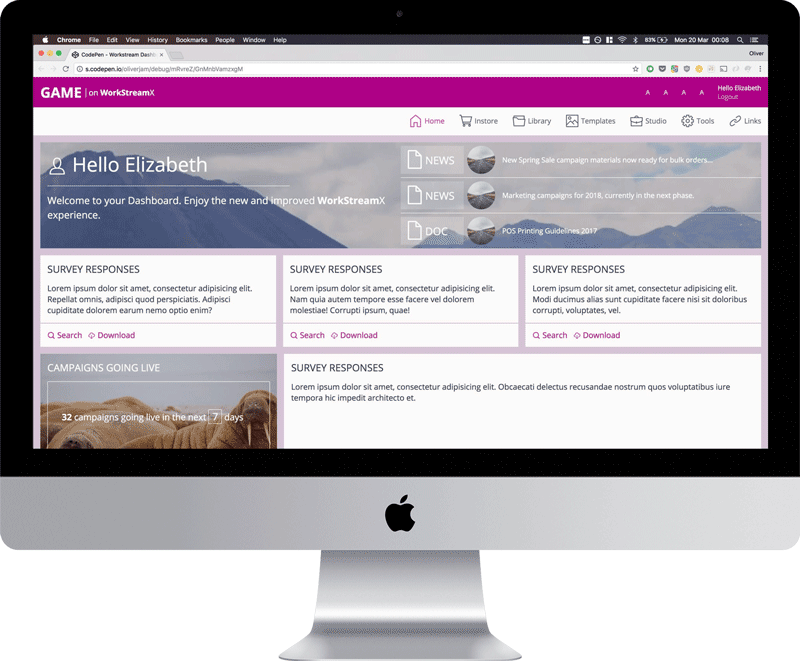 Chrome File Edit View History Bookmarks People Window Help 83% Mon 20 Mar 00:08
CodePen - Workstream Dashb Oliver
s.codepen.io/oliverjam/debug/mRvreZ/GnMnbVamzxgM
GAME | on WorkStreamX A A A A Hello Elizabeth
Logout
Home Instore Library Templates Studio Tools Links
Hello Elizabeth
Welcome to your Dashboard. Enjoy the new and improved WorkStreamX
experience.
NEWS New Spring Sale campaign materials now ready for bulk orders...
NEWS Marketing campaigns for 2018, currently in the next phase.
DOC POS Printing Guidelines 2017
SURVEY RESPONSES
Lorem ipsum dolor sit amet, consectetur adipisicing elit.
Repellat omnis, adipisci quod perspiciatis. Adipisci
cupiditate dolorem earum nemo optio enim?
Search Download
SURVEY RESPONSES
Lorem ipsum dolor sit amet, consectetur adipisicing elit.
Nam quia autem tempore esse facere vel dolorem
molestiae! Corrupti ipsum, quae!
Search Download
SURVEY RESPONSES
Lorem ipsum dolor sit amet, consectetur adipisicing elit.
Modi ducimus alias sunt cupiditate facere nisi sit doloribus
corrupti, voluptates, vel.
Search Download
CAMPAIGNS GOING LIVE
32 campaigns going live in the next 7 days
SURVEY RESPONSES
Lorem ipsum dolor sit amet, consectetur adipisicing elit. Obcaecati delectus recusandae nostrum quos voluptatibus iure
tempora hic impedit architecto et.